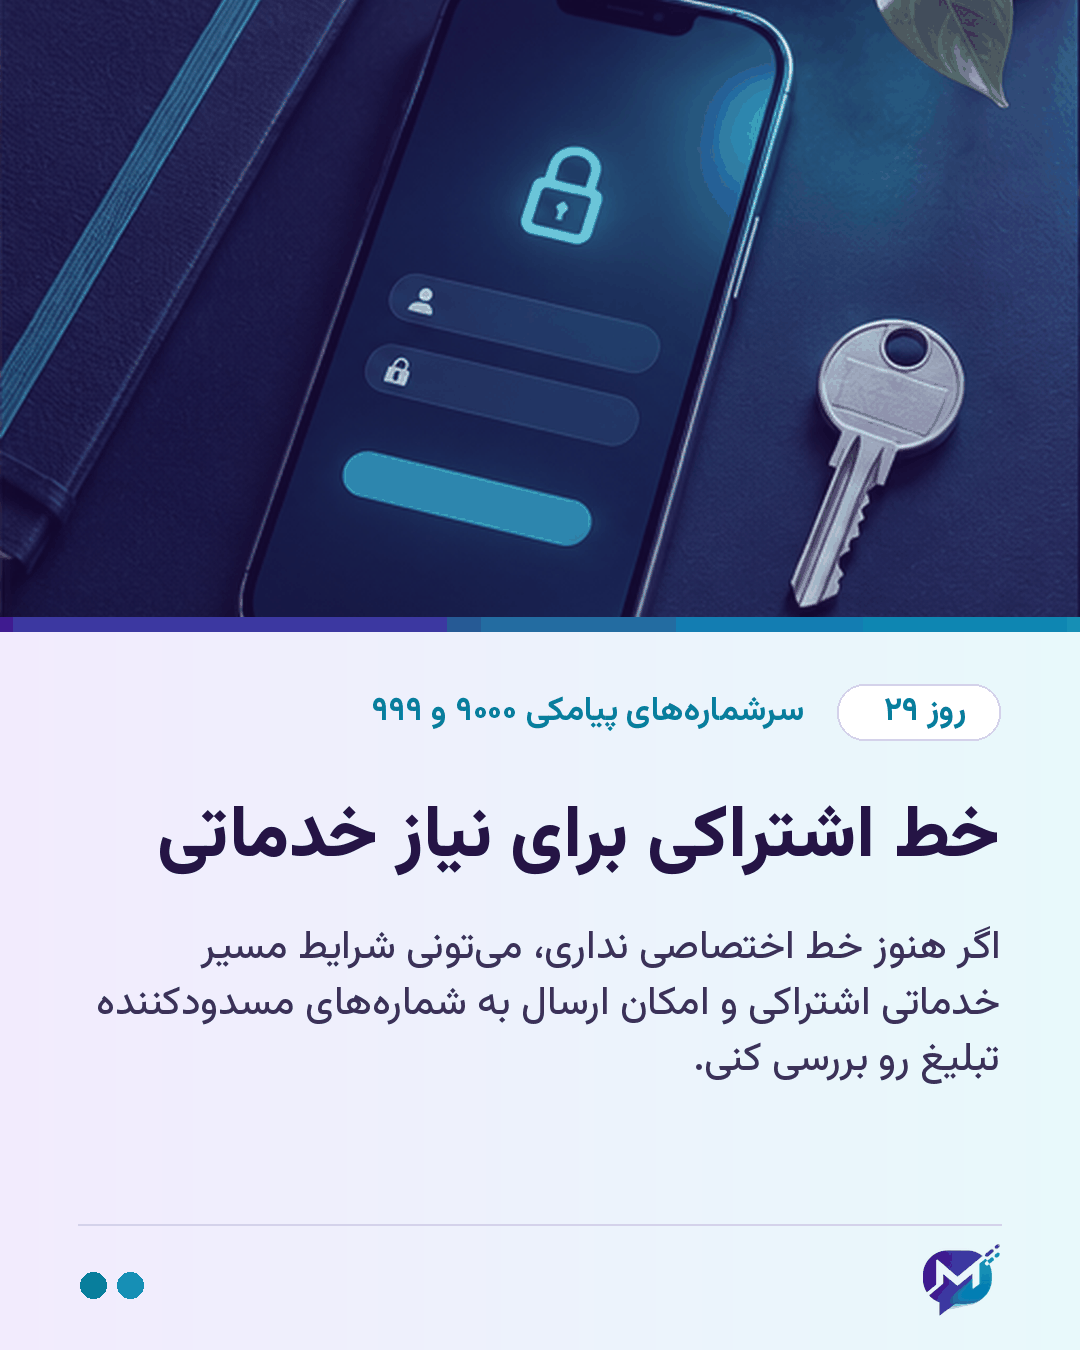 روز ۲۹
سرشماره‌های پیامکی ۹۰۰۰ و ۹۹۹
خط اشتراکی برای نیاز خدماتی
اگر هنوز خط اختصاصی نداری، می‌تونی شرایط مسیر
خدماتی اشتراکی و امکان ارسال به شماره‌های مسدودکننده
تبلیغ رو بررسی کنی.